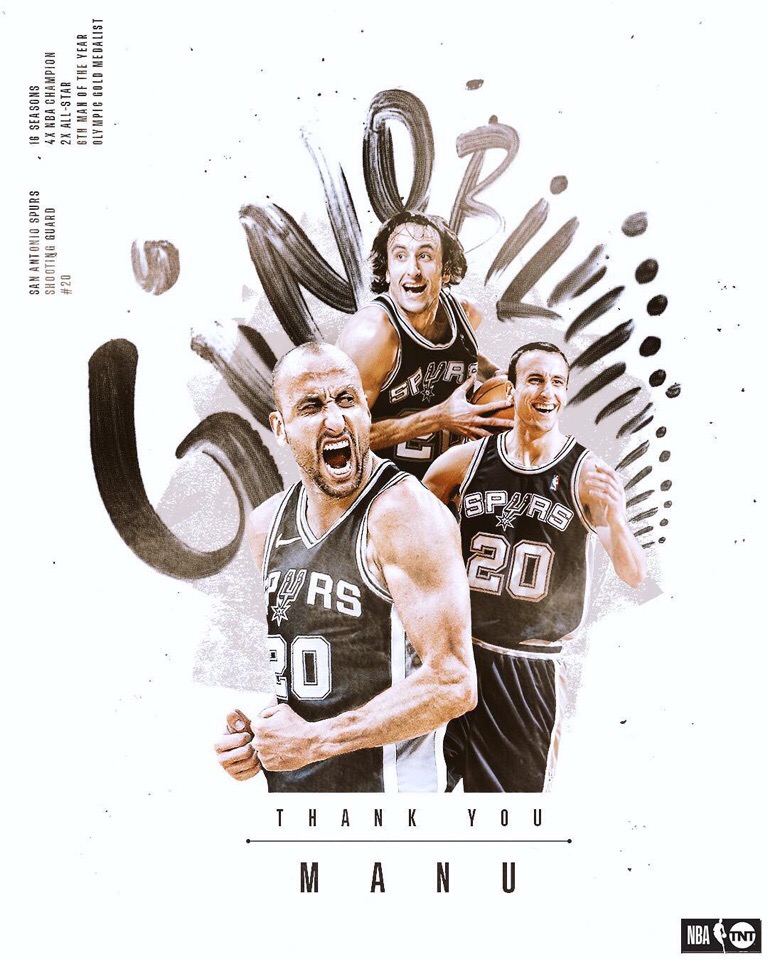 16 SEASONS
4X NBA CHAMPION
2X ALL-STAR
6TH MAN OF THE YEAR
OLYMPIC GOLD MEDALIST
SAN ANTONIO SPURS
SHOOTING GUARD
#20
GiNOBiLi
SPURS
20
SPURS
20
SPURS
20
THANK YOU
MANU
NBA TNT